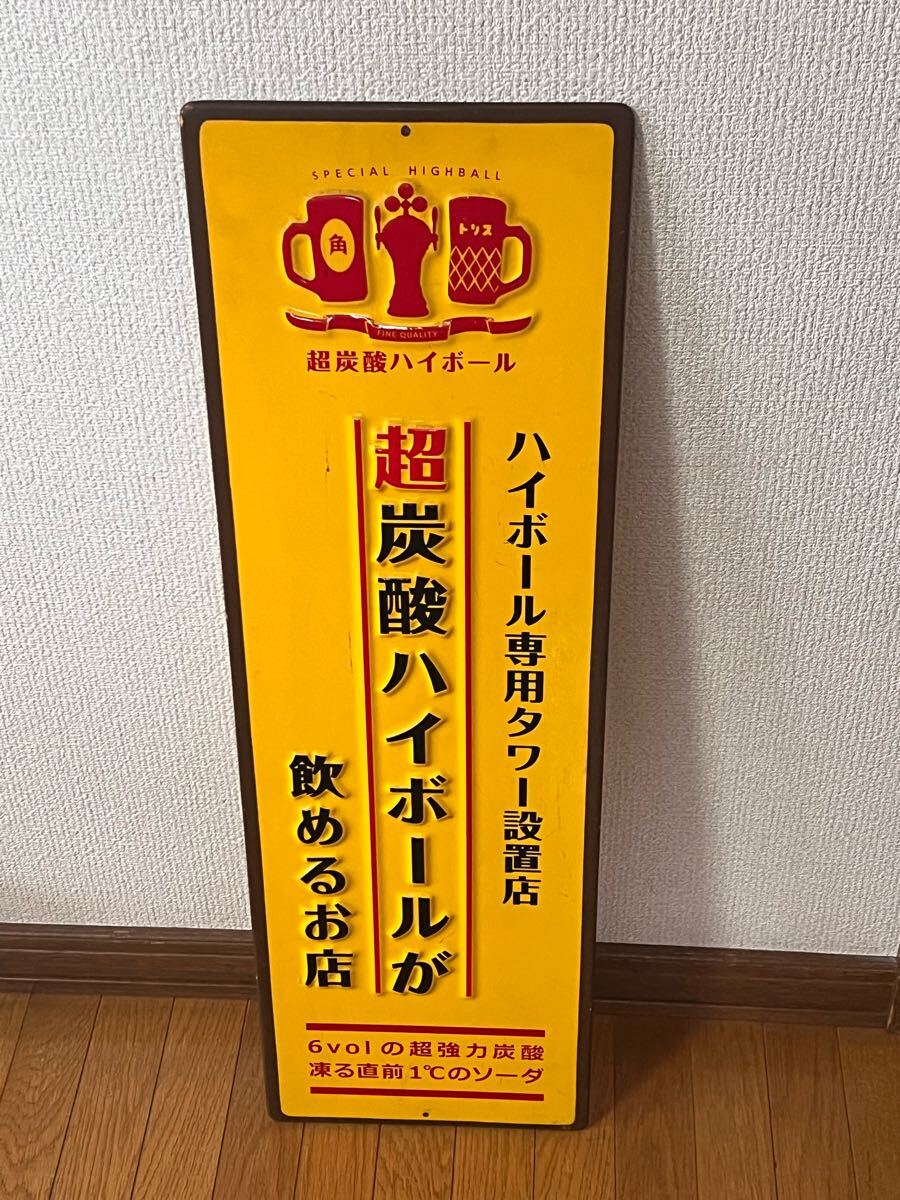 SPECIAL HIGHBALL
角
トリス
FINE QUALITY
超炭酸ハイボール
ハイボール専用タワー設置店
超炭酸ハイボールが
飲めるお店
6volの超強力炭酸
凍る直前1℃のソーダ